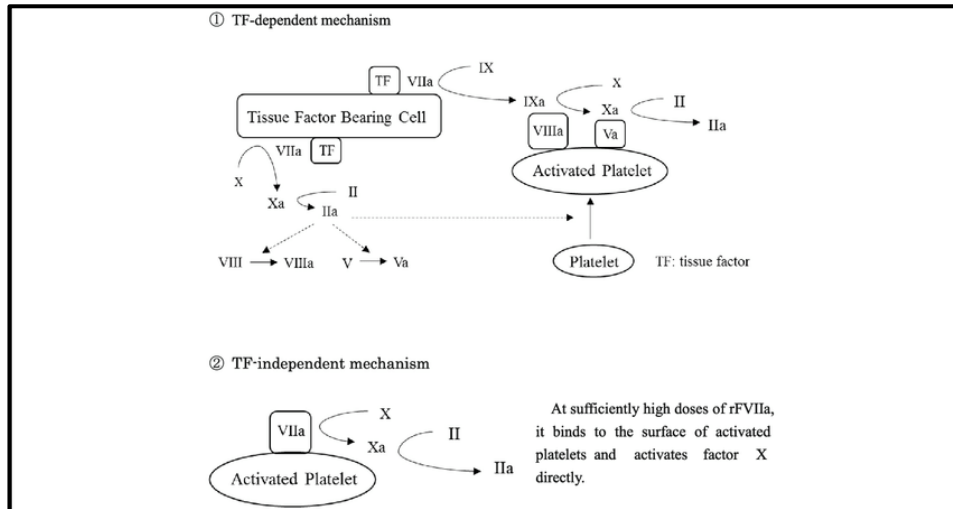 ① TF-dependent mechanism
TF VIIa IX
IXa X
Xa II
IIa
Tissue Factor Bearing Cell
VIIIa Va
VIIa TF
Activated Platelet
X
Xa II
IIa
VIII VIIIa V Va
Platelet TF: tissue factor
② TF-independent mechanism
VIIa X
Xa II
IIa
Activated Platelet
At sufficiently high doses of rFVIIa,
it binds to the surface of activated
platelets and activates factor X
directly.